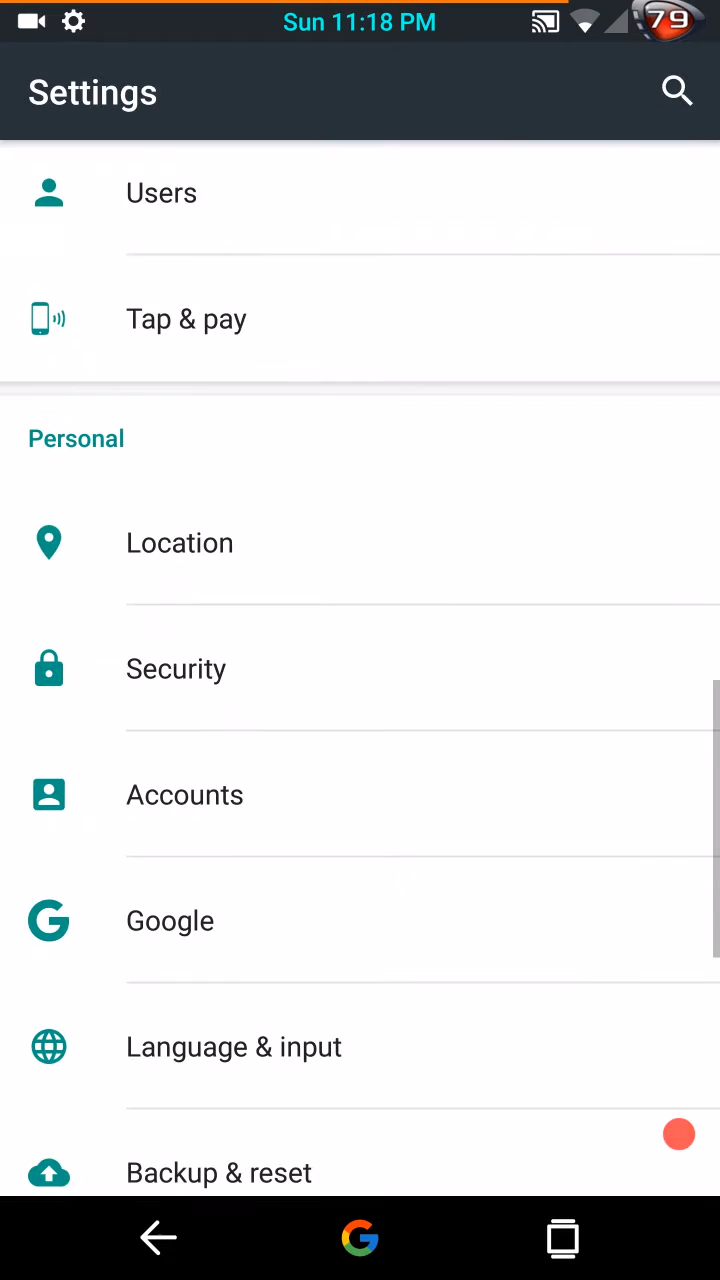 Sun 11:18 PM
79
Settings
Users
Tap & pay
Personal
Location
Security
Accounts
Google
Language & input
Backup & reset